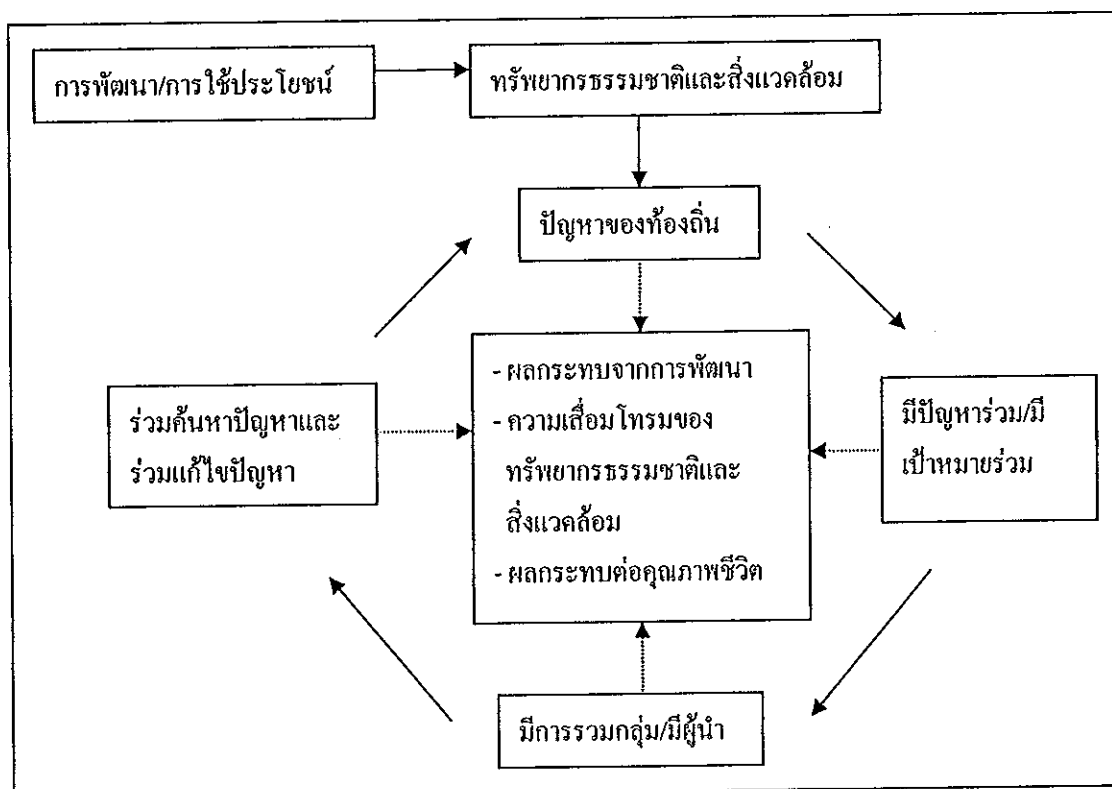 การพัฒนา/การใช้ประโยชน์
ทรัพยากรธรรมชาติและสิ่งแวดล้อม
ปัญหาของท้องถิ่น
- ผลกระทบจากการพัฒนา
- ความเสื่อมโทรมของ
ทรัพยากรธรรมชาติและ
สิ่งแวดล้อม
- ผลกระทบต่อคุณภาพชีวิต
ร่วมค้นหาปัญหาและ
ร่วมแก้ไขปัญหา
มีปัญหาร่วม/มี
เป้าหมายร่วม
มีการรวมกลุ่ม/มีผู้นำ